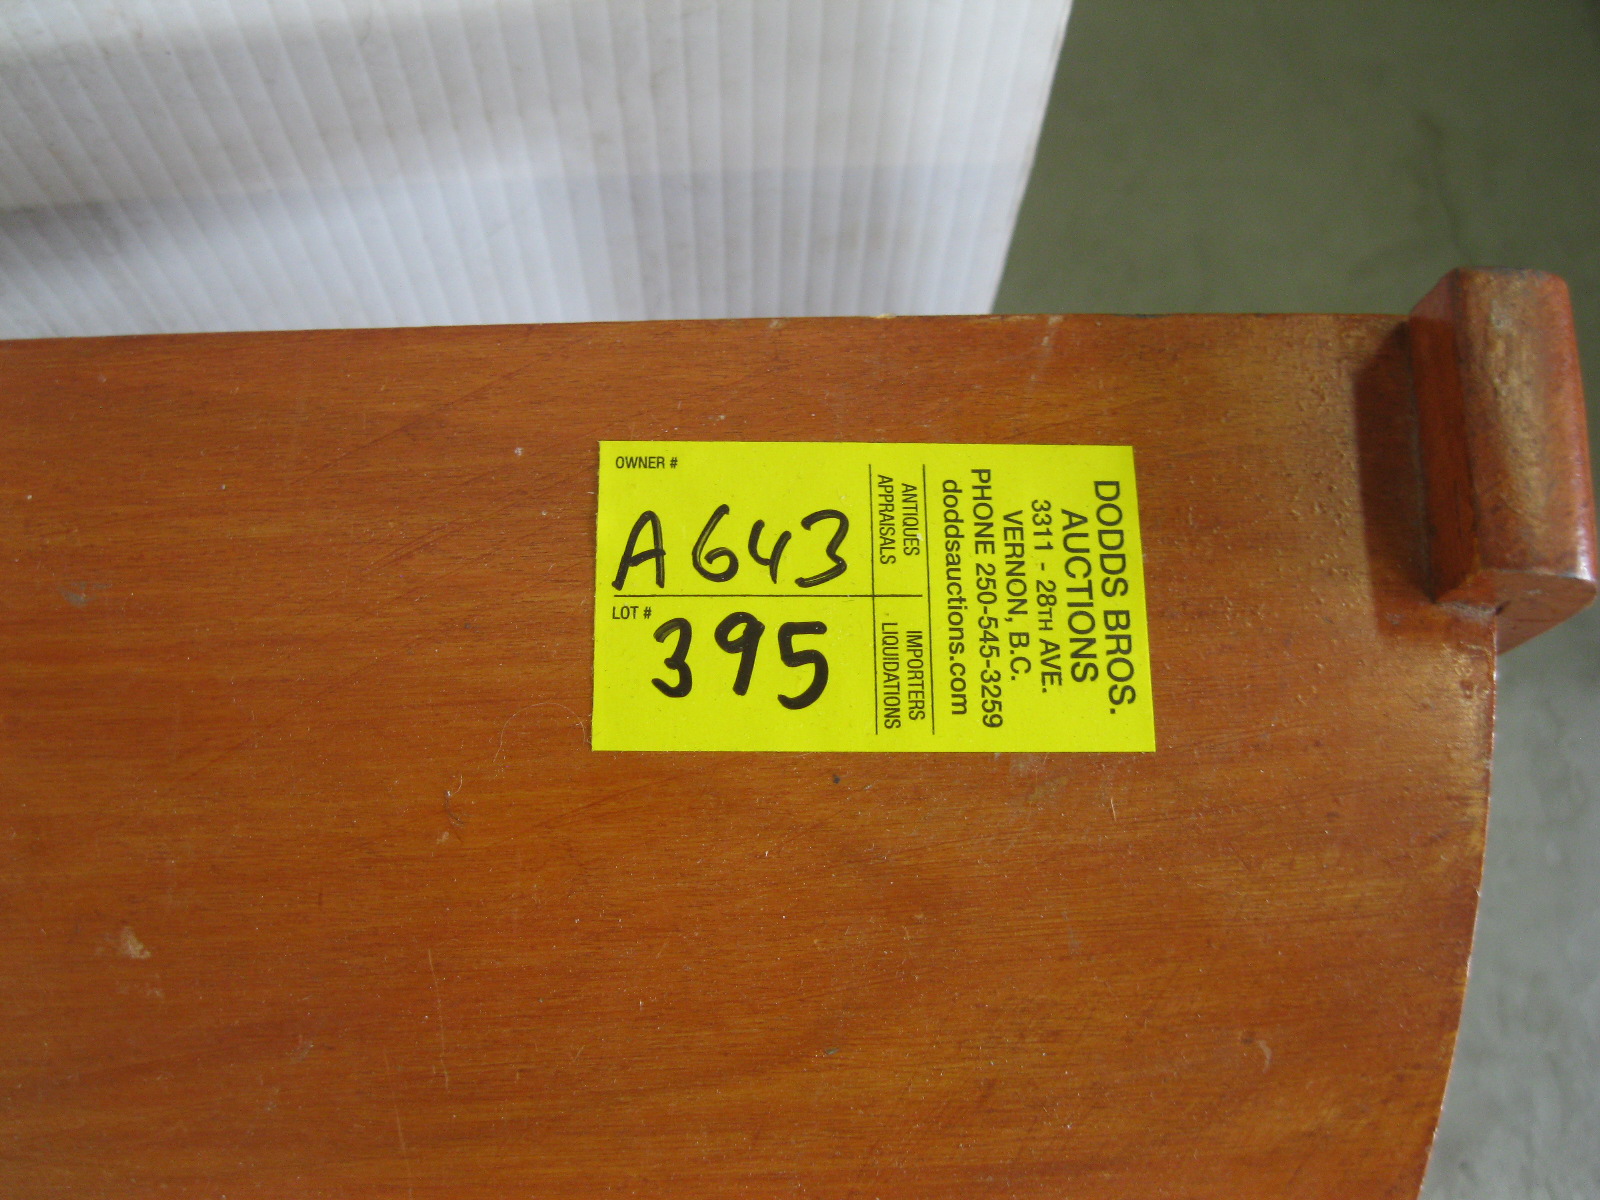 DODDS BROS.
AUCTIONS
3311 - 28TH AVE.
VERNON, B.C.
PHONE 250-545-3259
doddsauctions.com
ANTIQUES
APPRAISALS
IMPORTERS
LIQUIDATIONS
OWNER #
A643
LOT #
395